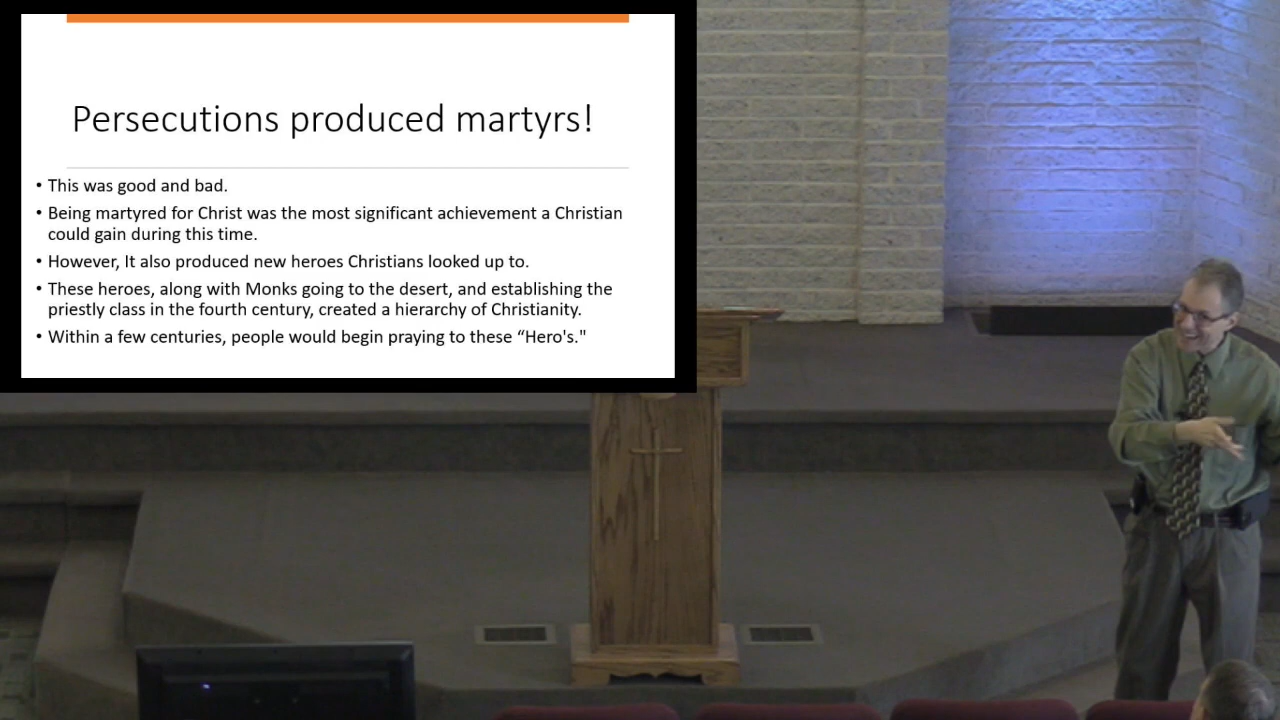 Persecutions produced martyrs!
• This was good and bad.
• Being martyred for Christ was the most significant achievement a Christian
could gain during this time.
• However, It also produced new heroes Christians looked up to.
• These heroes, along with Monks going to the desert, and establishing the
priestly class in the fourth century, created a hierarchy of Christianity.
• Within a few centuries, people would begin praying to these “Hero's."